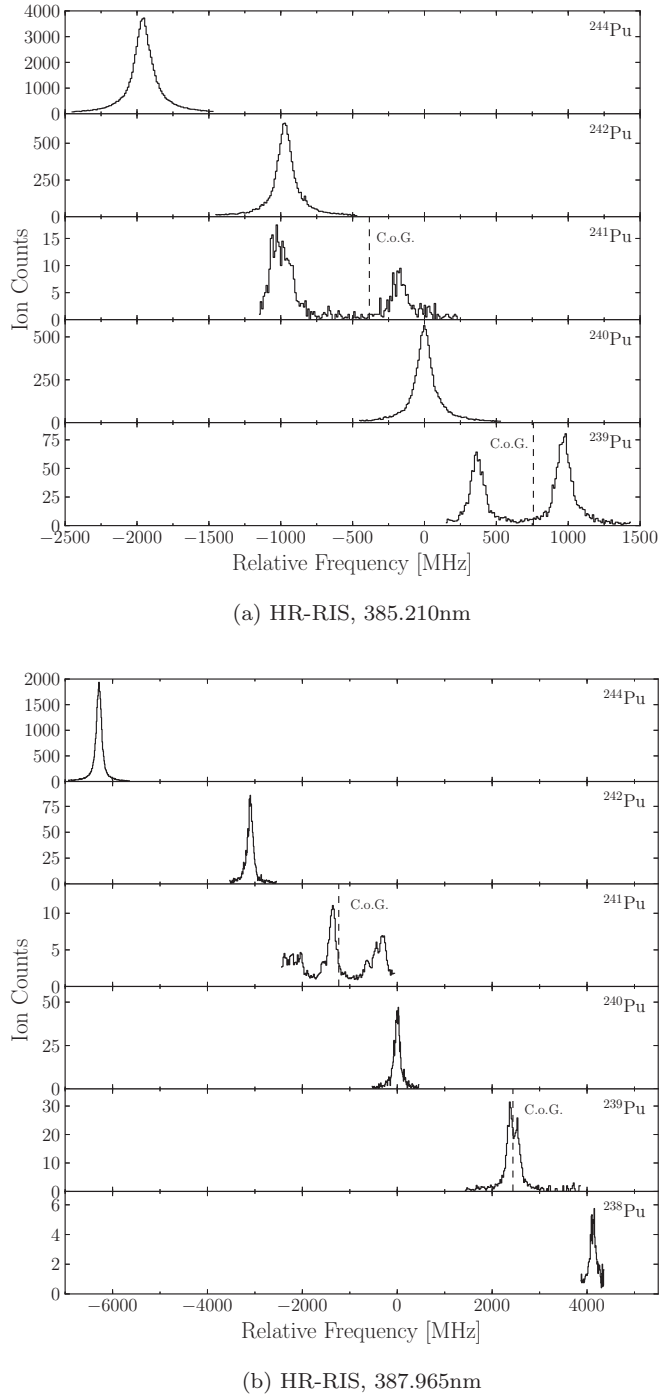 4000
3000
2000
1000
0
²⁴⁴Pu
500
250
0
²⁴²Pu
15
10
5
0
C.o.G.
²⁴¹Pu
500
250
0
²⁴⁰Pu
75
50
25
0
C.o.G.
²³⁹Pu
Ion Counts
−2500 −2000 −1500 −1000 −500 0 500 1000 1500
Relative Frequency [MHz]
(a) HR-RIS, 385.210nm
2000
1500
1000
500
0
²⁴⁴Pu
75
50
25
0
²⁴²Pu
10
5
0
C.o.G.
²⁴¹Pu
50
25
0
²⁴⁰Pu
30
20
10
0
C.o.G.
²³⁹Pu
6
4
2
0
²³⁸Pu
Ion Counts
−6000 −4000 −2000 0 2000 4000
Relative Frequency [MHz]
(b) HR-RIS, 387.965nm